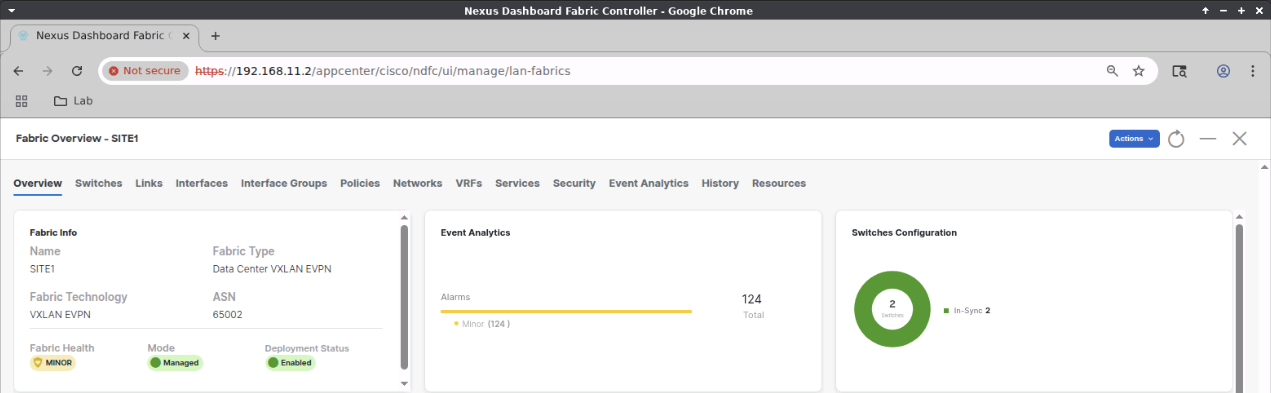 Nexus Dashboard Fabric Controller - Google Chrome
Nexus Dashboard Fabric C
Not secure https://192.168.11.2/appcenter/cisco/ndfc/ui/manage/lan-fabrics
Lab
Fabric Overview - SITE1
Actions
Overview Switches Links Interfaces Interface Groups Policies Networks VRFs Services Security Event Analytics History Resources
Fabric Info
Name Fabric Type
SITE1 Data Center VXLAN EVPN
Fabric Technology ASN
VXLAN EVPN 65002
Fabric Health Mode Deployment Status
MINOR Managed Enabled
Event Analytics
Alarms
Minor (124 )
124
Total
Switches Configuration
2
Switches
In-Sync 2